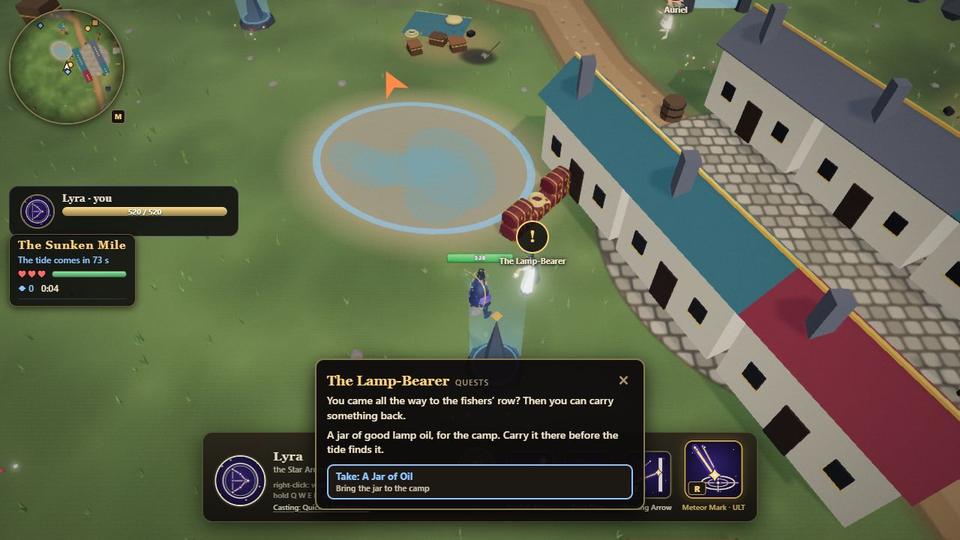 Auriel
M
Lyra · you
520 / 520
The Sunken Mile
The tide comes in 73 s
0 0:04
520
!
The Lamp-Bearer
The Lamp-Bearer QUESTS
You came all the way to the fishers' row? Then you can carry
something back.
A jar of good lamp oil, for the camp. Carry it there before the
tide finds it.
Take: A Jar of Oil
Bring the jar to the camp
Lyra
the Star
right-click:
hold Q W E
Casting:
Arrow
R
Meteor Mark · ULT